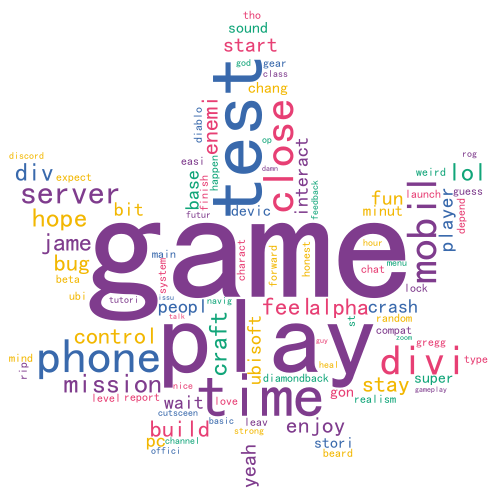 tho
sound
start
god gear
class
chang
test
close
diablo
enemi
easi
op
damn
interact
base
finish
happen
feedback
futur
devic
discord
div
expect
server
hope
bit
jame
bug
beta
ubi
tutori
main
system
issu
talk
peopl
navig
game
charact
forward
honest
hour
chat
menu
lock
fun
minut
mobil
player
launch
depend
guess
weird
lol
rog
feel
alpha
crash
st
compat
random
zoom
control
craft
ubisoft
play
guy
heal
diamondback
phone
mind
rip
mission
nice
level
report
cutsceen
wait
love
basic
time
gon
realism
stay
divi
super
gregg
type
gameplay
build
leav
strong
enjoy
stori
beard
pc
channel
offici
yeah